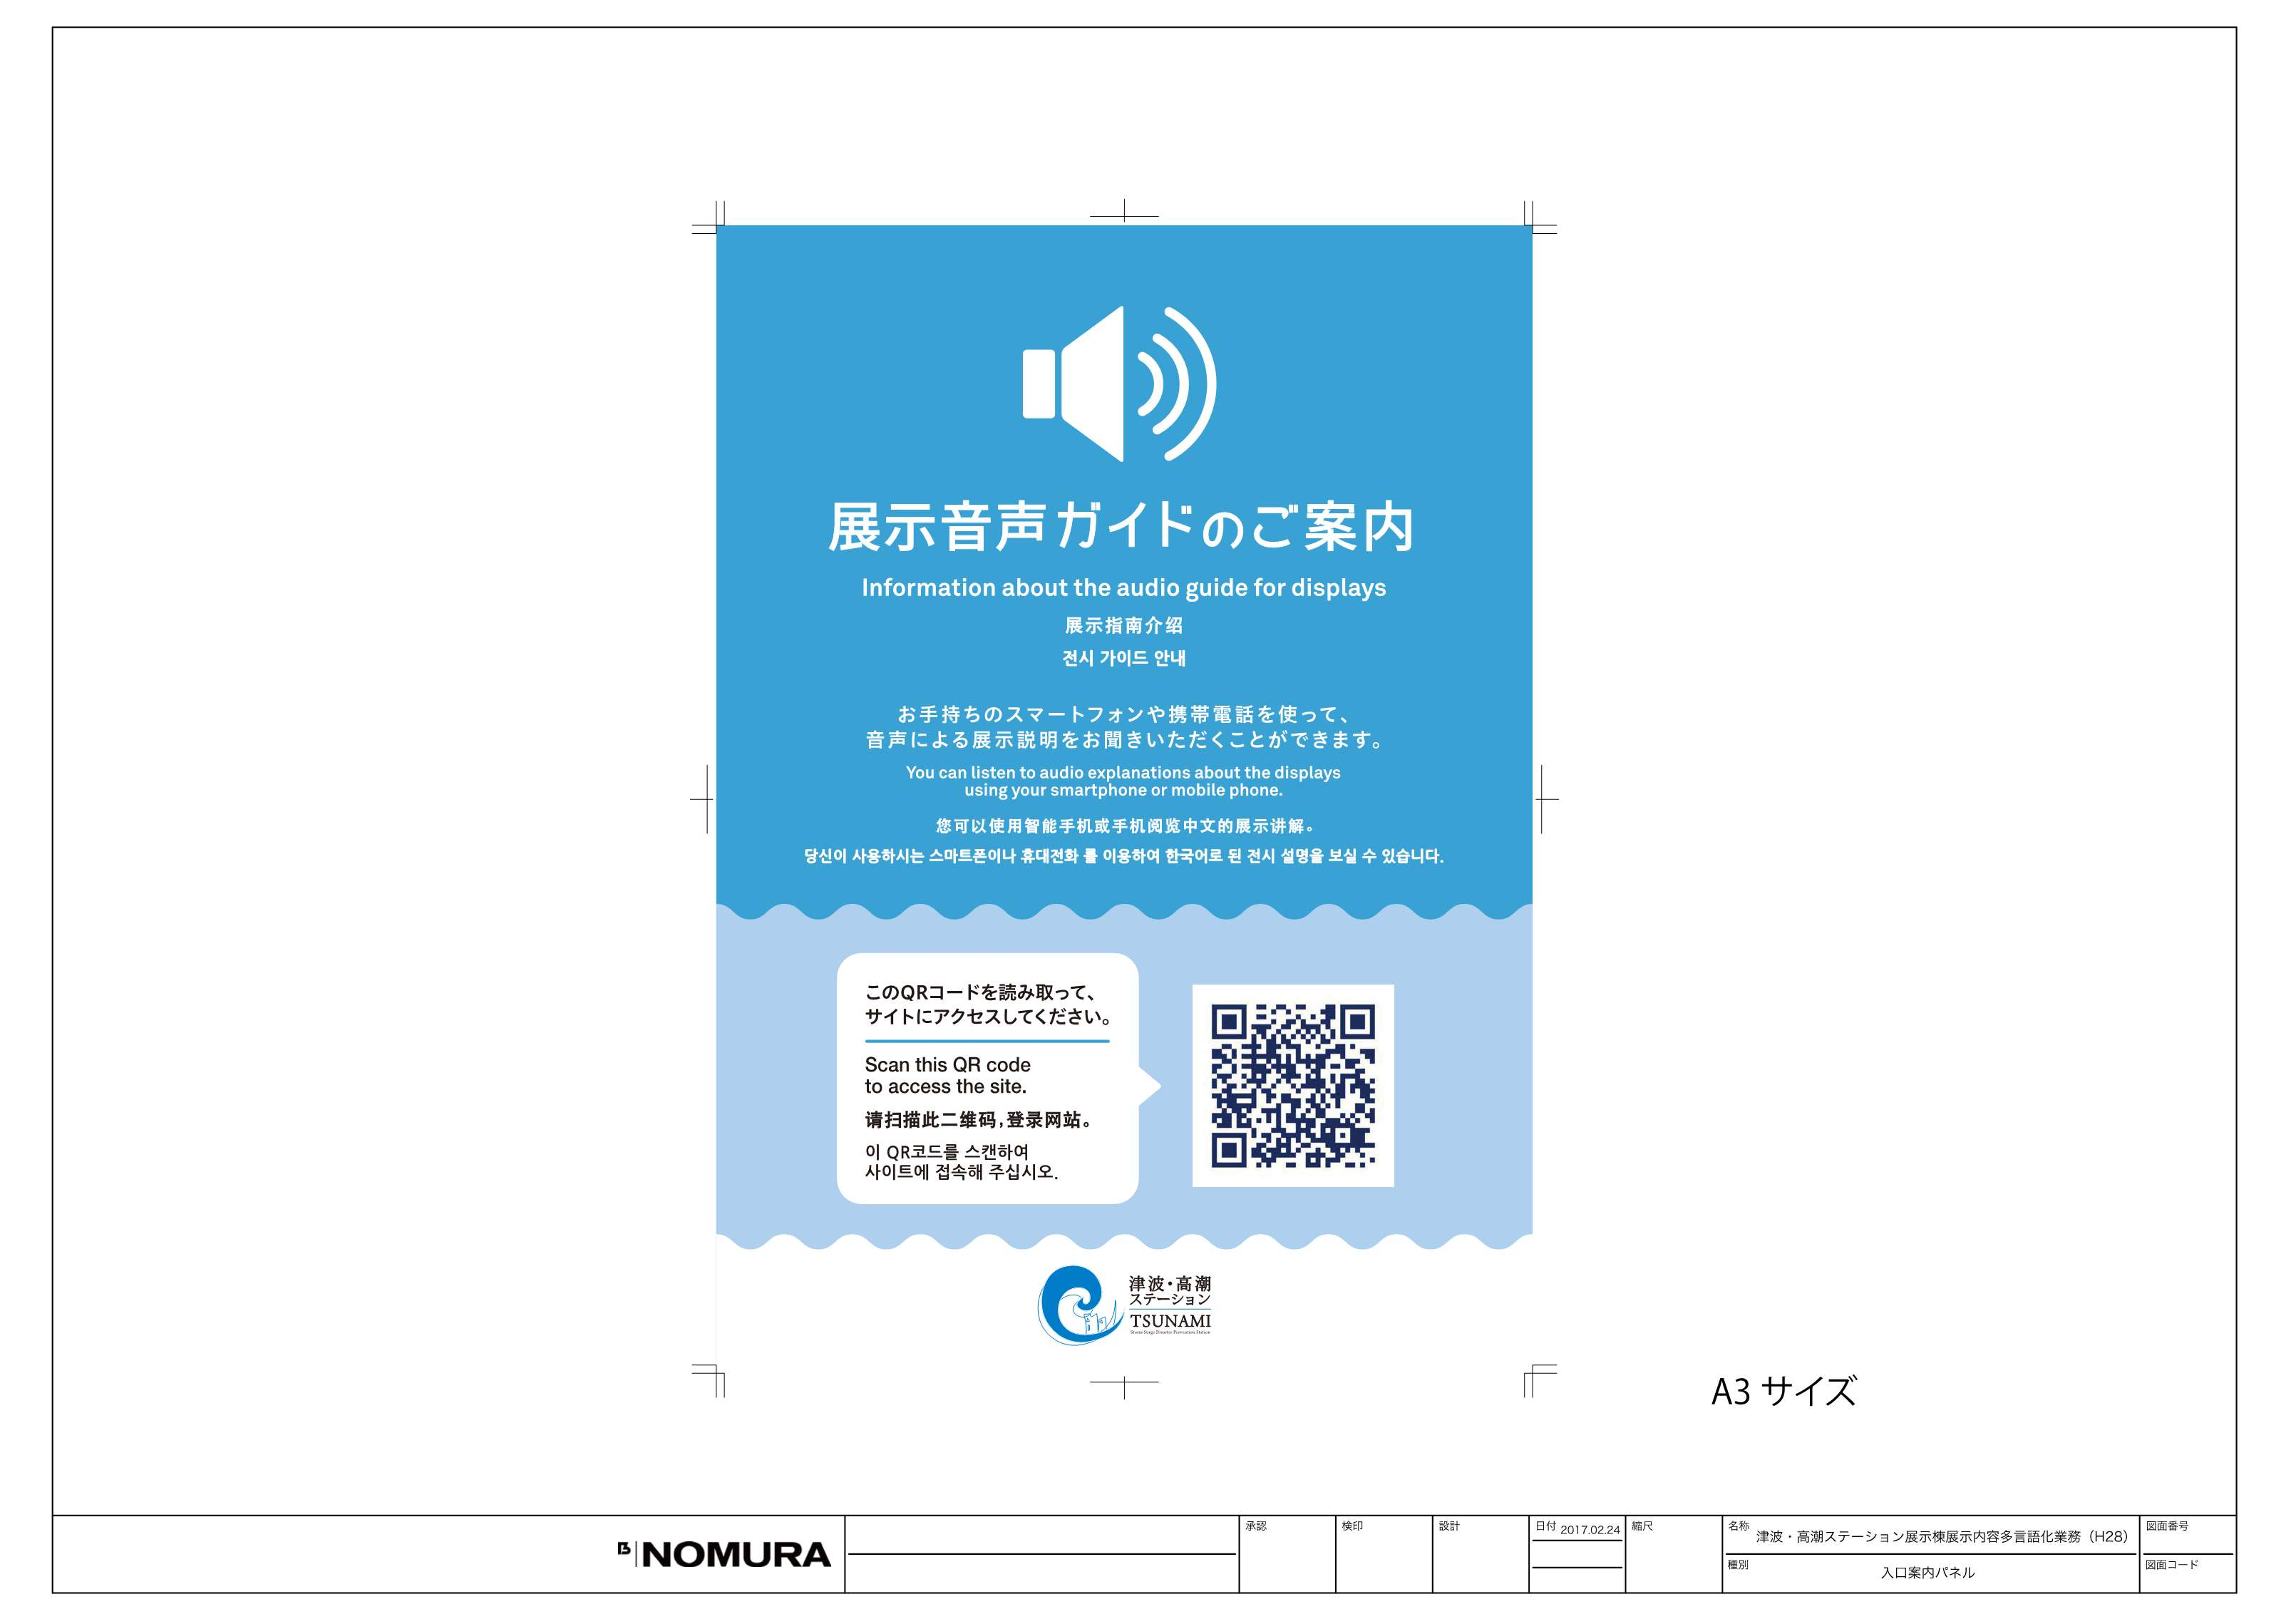 展示音声ガイドのご案内
Information about the audio guide for displays
展示指南介绍
전시 가이드 안내
お手持ちのスマートフォンや携帯電話を使って、
音声による展示説明をお聞きいただくことができます。
You can listen to audio explanations about the displays
using your smartphone or mobile phone.
您可以使用智能手机或手机阅览中文的展示讲解。
당신이 사용하시는 스마트폰이나 휴대전화 를 이용하여 한국어로 된 전시 설명을 보실 수 있습니다.
このQRコードを読み取って、
サイトにアクセスしてください。
Scan this QR code
to access the site.
请扫描此二维码,登录网站。
이 QR코드를 스캔하여
사이트에 접속해 주십시오.
津波・高潮
ステーション
TSUNAMI
Storm Surge Disaster Prevention Station
A3 サイズ
NOMURA
承認
検印
設計
日付 2017.02.24
縮尺
名称 津波・高潮ステーション展示棟展示内容多言語化業務（H28）
種別 入口案内パネル
図面番号
図面コード